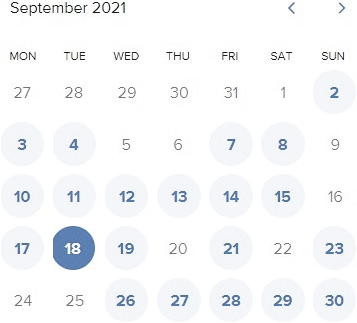 September 2021
MON TUE WED THU FRI SAT SUN
27 28 29 30 31 1 2
3 4 5 6 7 8 9
10 11 12 13 14 15 16
17 18 19 20 21 22 23
24 25 26 27 28 29 30